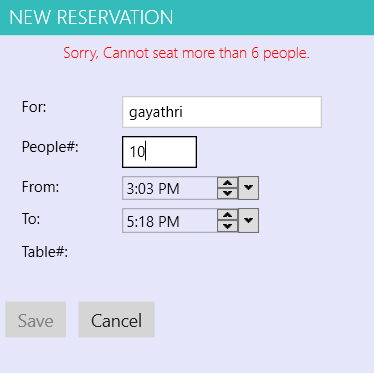 NEW RESERVATION
Sorry, Cannot seat more than 6 people.
For: gayathri
People#: 10
From: 3:03 PM
To: 5:18 PM
Table#:
Save Cancel